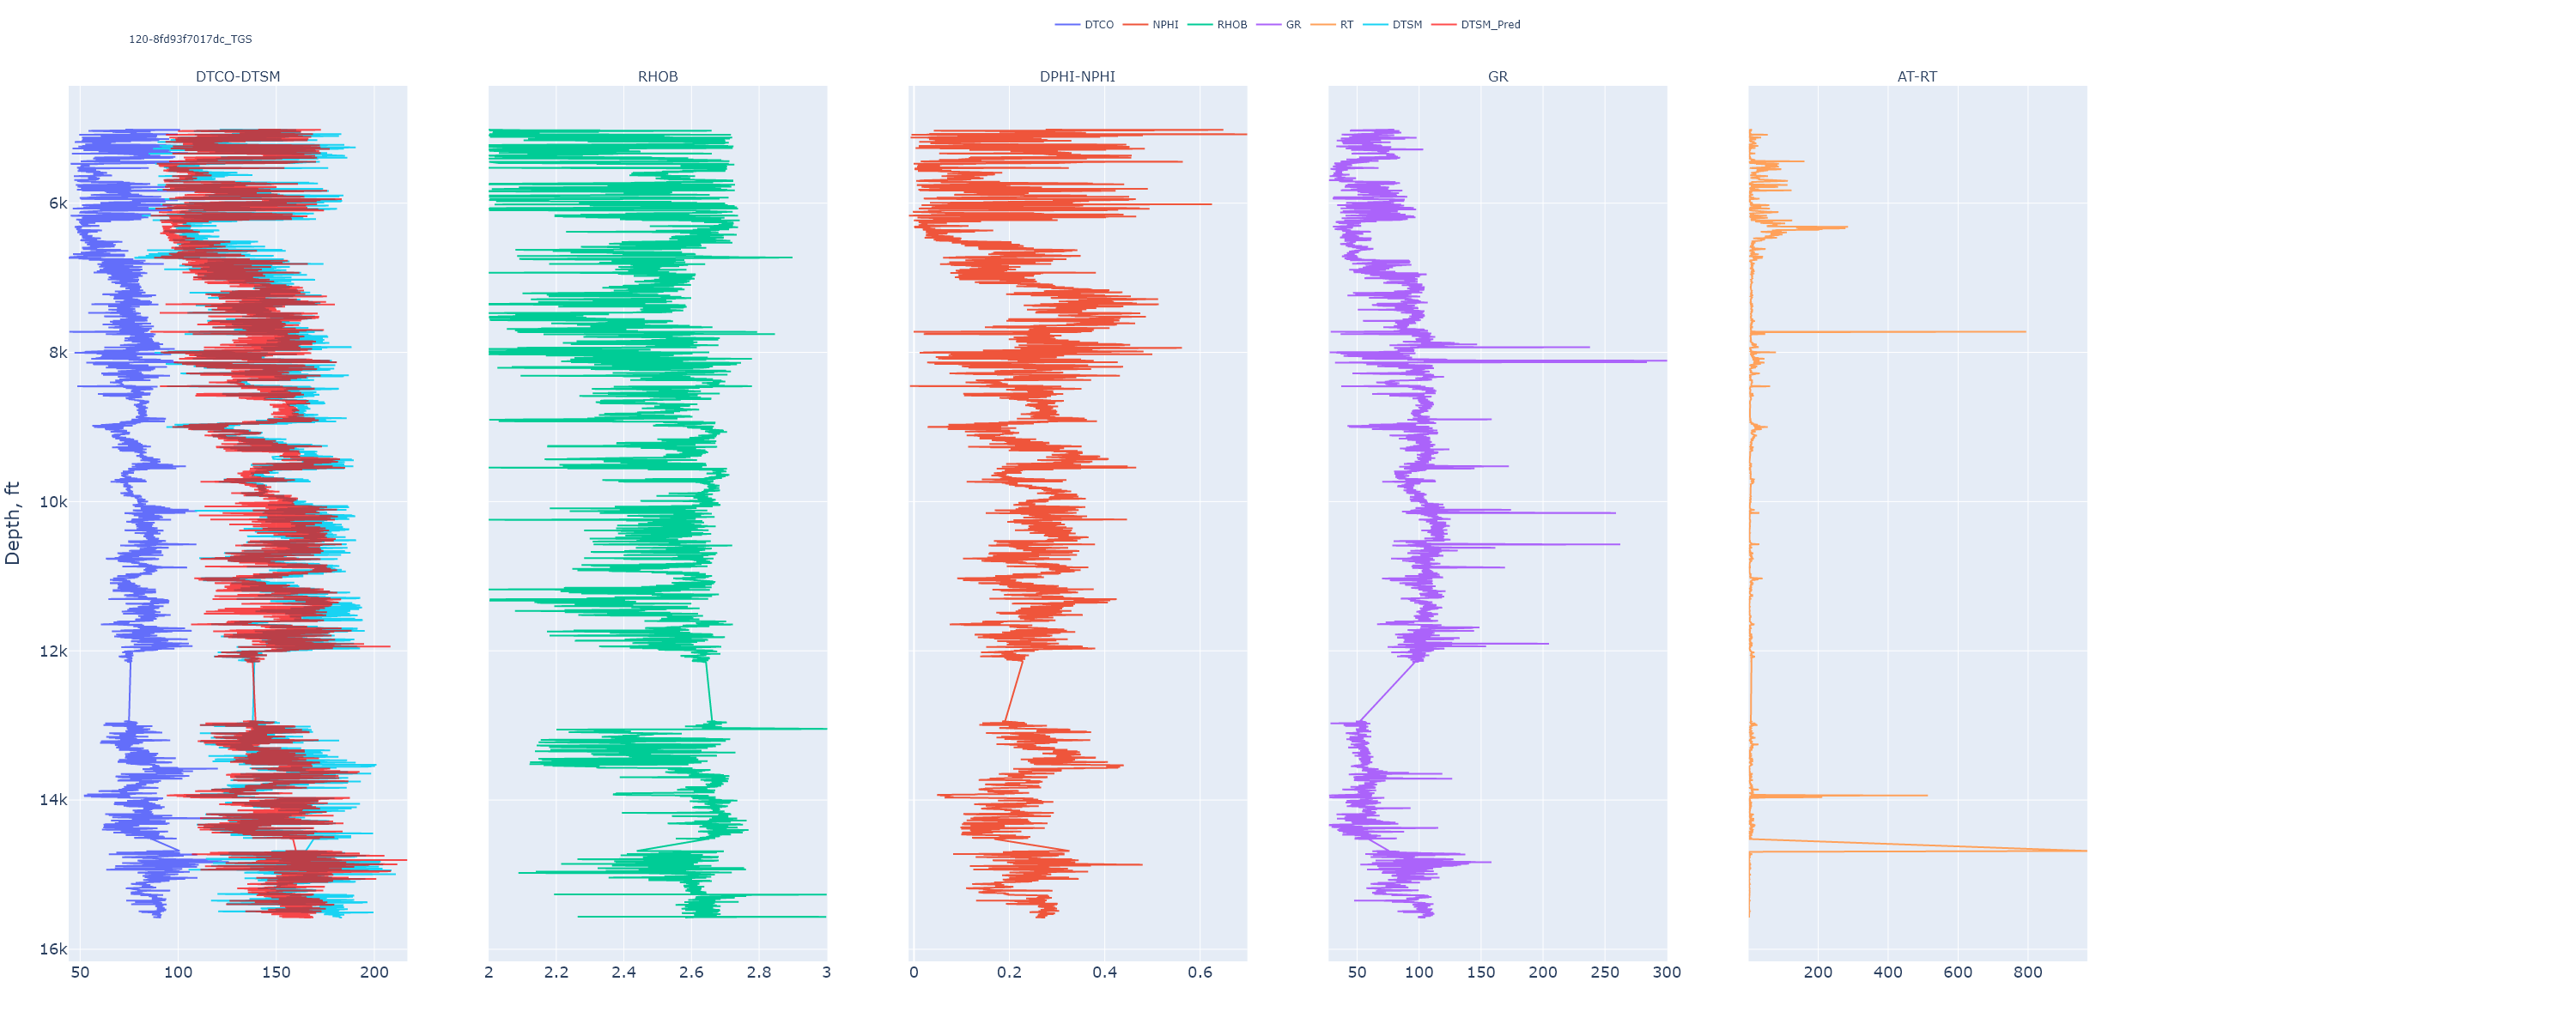 DTCO NPHI RHOB GR RT DTSM DTSM_Pred
120-8fd93f7017dc_TGS
DTCO-DTSM RHOB DPHI-NPHI GR AT-RT
Depth, ft
6k
8k
10k
12k
14k
16k
50 100 150 200 2 2.2 2.4 2.6 2.8 3 0 0.2 0.4 0.6 50 100 150 200 250 300 200 400 600 800